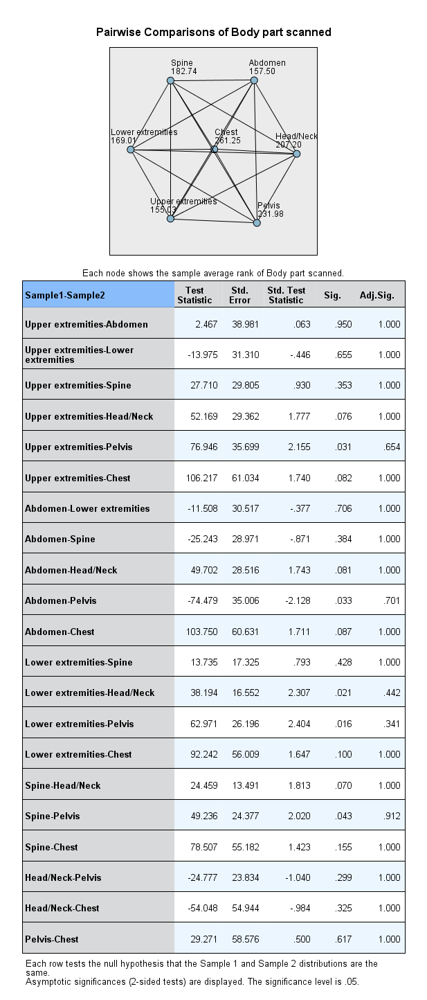 Pairwise Comparisons of Body part scanned
Spine
182.74
Abdomen
157.50
Lower extremities
169.01
Chest
261.25
Head/Neck
207.20
Upper extremities
155.03
Pelvis
231.98
Each node shows the sample average rank of Body part scanned.
Sample1-Sample2 Test Statistic Std. Error Std. Test Statistic Sig. Adj.Sig.
Upper extremities-Abdomen 2.467 38.981 .063 .950 1.000
Upper extremities-Lower extremities -13.975 31.310 -.446 .655 1.000
Upper extremities-Spine 27.710 29.805 .930 .353 1.000
Upper extremities-Head/Neck 52.169 29.362 1.777 .076 1.000
Upper extremities-Pelvis 76.946 35.699 2.155 .031 .654
Upper extremities-Chest 106.217 61.034 1.740 .082 1.000
Abdomen-Lower extremities -11.508 30.517 -.377 .706 1.000
Abdomen-Spine -25.243 28.971 -.871 .384 1.000
Abdomen-Head/Neck 49.702 28.516 1.743 .081 1.000
Abdomen-Pelvis -74.479 35.006 -2.128 .033 .701
Abdomen-Chest 103.750 60.631 1.711 .087 1.000
Lower extremities-Spine 13.735 17.325 .793 .428 1.000
Lower extremities-Head/Neck 38.194 16.552 2.307 .021 .442
Lower extremities-Pelvis 62.971 26.196 2.404 .016 .341
Lower extremities-Chest 92.242 56.009 1.647 .100 1.000
Spine-Head/Neck 24.459 13.491 1.813 .070 1.000
Spine-Pelvis 49.236 24.377 2.020 .043 .912
Spine-Chest 78.507 55.182 1.423 .155 1.000
Head/Neck-Pelvis -24.777 23.834 -1.040 .299 1.000
Head/Neck-Chest -54.048 54.944 -.984 .325 1.000
Pelvis-Chest 29.271 58.576 .500 .617 1.000
Each row tests the null hypothesis that the Sample 1 and Sample 2 distributions are the
same.
Asymptotic significances (2-sided tests) are displayed. The significance level is .05.